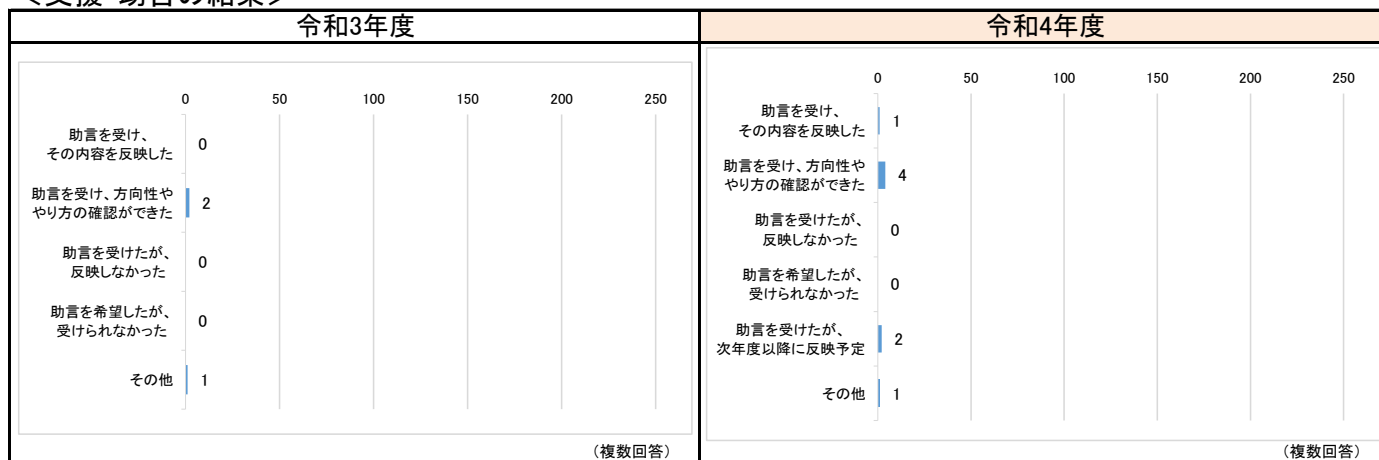 ＜支援・助言の結果＞
令和3年度
0 50 100 150 200 250
助言を受け、
その内容を反映した 0
助言を受け、方向性や
やり方の確認ができた 2
助言を受けたが、
反映しなかった 0
助言を希望したが、
受けられなかった 0
その他 1
（複数回答）
令和4年度
0 50 100 150 200 250
助言を受け、
その内容を反映した 1
助言を受け、方向性や
やり方の確認ができた 4
助言を受けたが、
反映しなかった 0
助言を希望したが、
受けられなかった 0
助言を受けたが、
次年度以降に反映予定 2
その他 1
（複数回答）